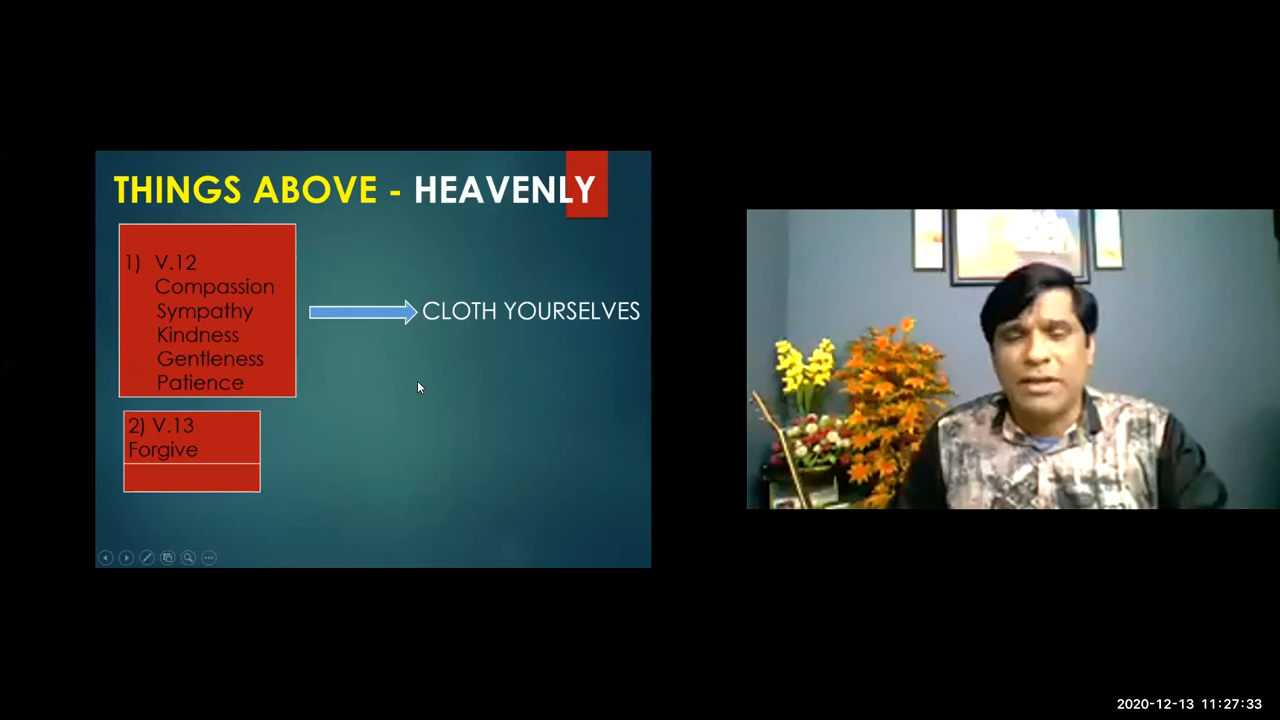 THINGS ABOVE - HEAVENLY
1) V.12
Compassion
Sympathy
Kindness
Gentleness
Patience
CLOTH YOURSELVES
2) V.13
Forgive
2020-12-13 11:27:33